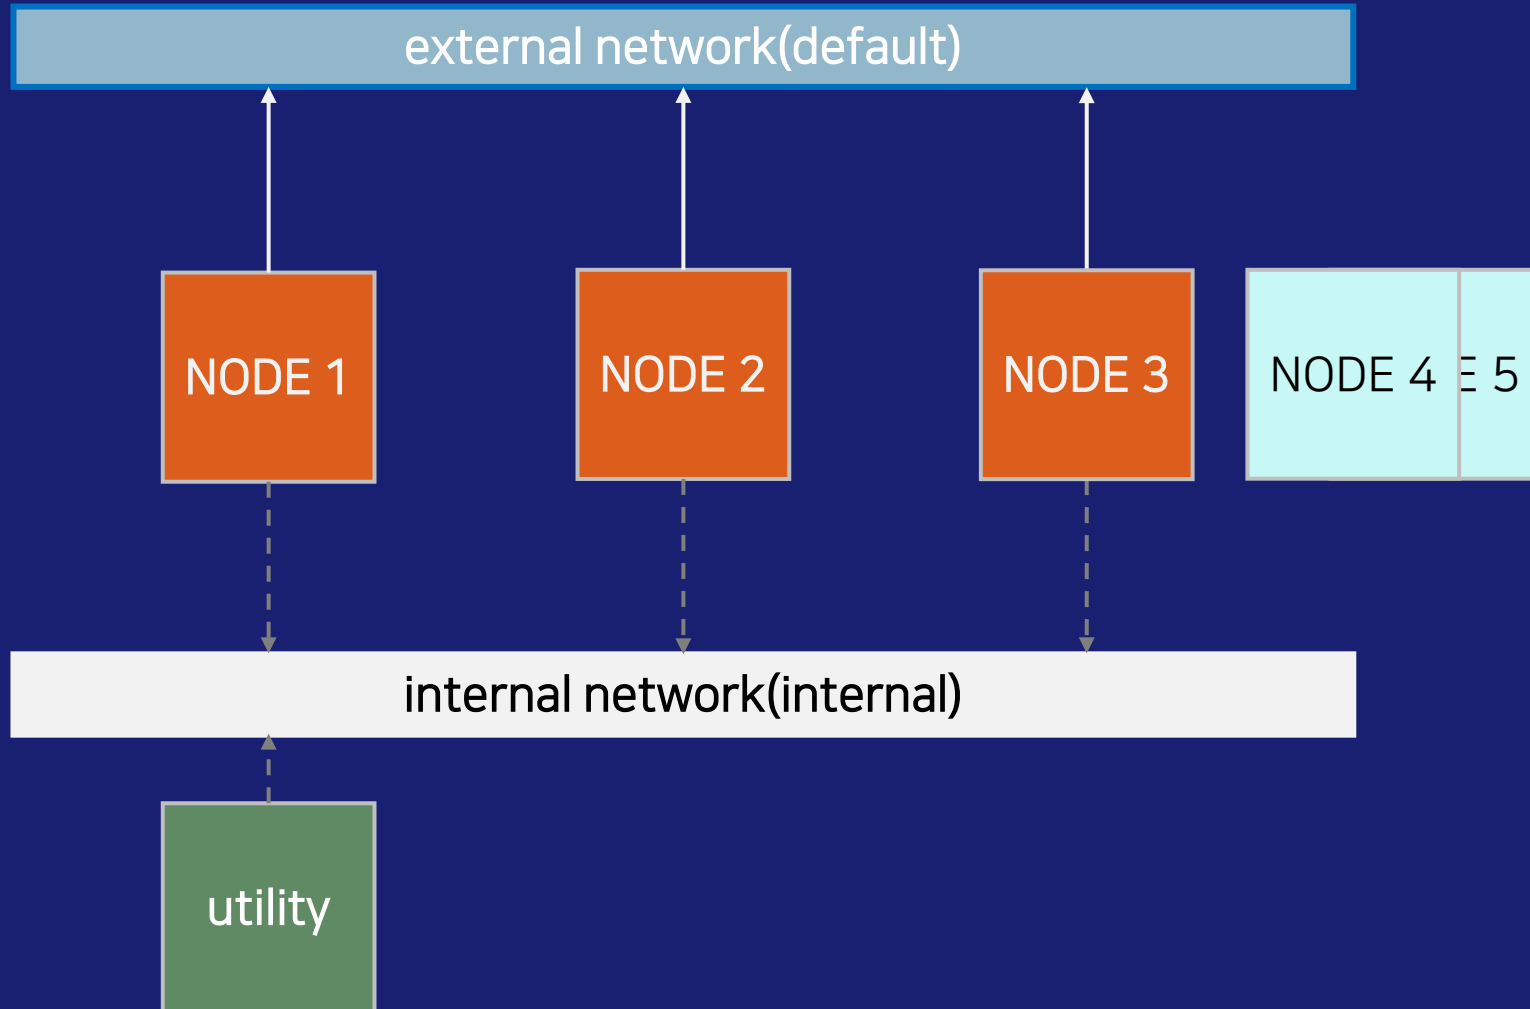 external network(default)
NODE 1
NODE 2
NODE 3
NODE 4
E 5
internal network(internal)
utility